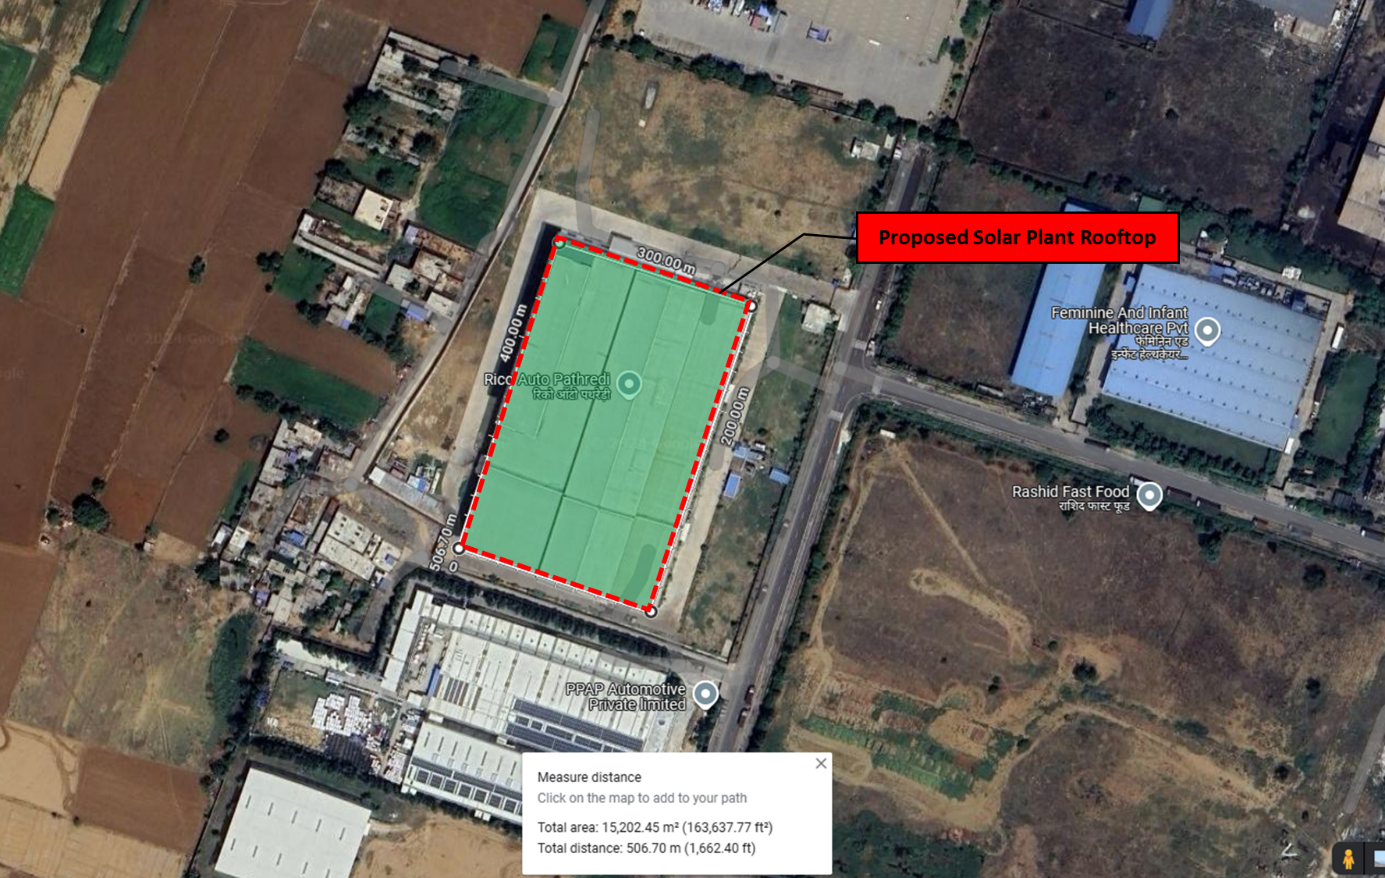 Proposed Solar Plant Rooftop
300.00 m
400.00 m
Feminine And Infant
Healthcare Pvt
फेमिनिन एंड
इन्फेंट हेल्थकेयर...
Rico Auto Pathredi
रिको ऑटो पथरेड़ी
200.00 m
Rashid Fast Food
राशिद फास्ट फूड
506.70 m
0
PPAP Automotive
Private limited
Measure distance
Click on the map to add to your path
Total area: 15,202.45 m² (163,637.77 ft²)
Total distance: 506.70 m (1,662.40 ft)